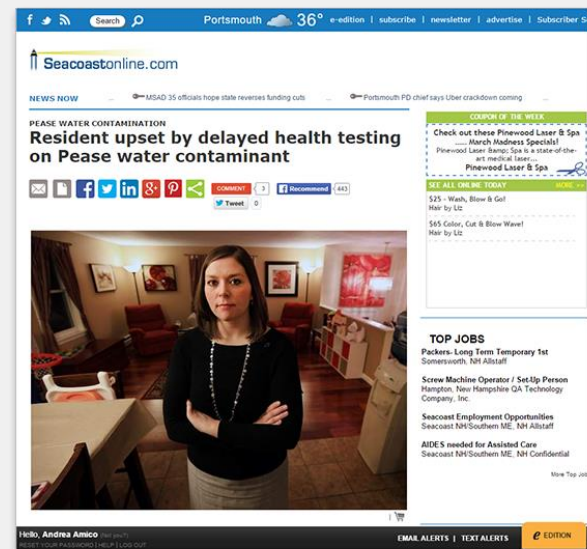 Search
Portsmouth 36° e-edition | subscribe | newsletter | advertise | Subscriber
Seacoastonline.com
NEWS NOW ... MSAD 35 officials hope state reverses funding cuts ... Portsmouth PD chief says Uber crackdown coming ...
PEASE WATER CONTAMINATION
Resident upset by delayed health testing
on Pease water contaminant
COMMENT 3
Recommend 443
Tweet 0
COUPON OF THE WEEK
Check out these Pinewood Laser & Spa
..... March Madness Specials!
Pinewood Laser &amp; Spa is a state-of-the-
art medical laser...
Pinewood Laser & Spa
SEE ALL ONLINE TODAY MORE >>
$25 - Wash, Blow & Go!
Hair by Liz
$65 Color, Cut & Blow Wave!
Hair by Liz
TOP JOBS
Packers- Long Term Temporary 1st
Somersworth, NH Allstaff
Screw Machine Operator / Set-Up Person
Hampton, New Hampshire QA Technology
Company, Inc.
Seacoast Employment Opportunities
Seacoast NH/Southern ME, NH Allstaff
AIDES needed for Assisted Care
Seacoast NH/Southern ME, NH Confidential
More Top
Hello, Andrea Amico (Not you?)
RESET YOUR PASSWORD | HELP | LOG OUT
EMAIL ALERTS | TEXT ALERTS
e EDITION